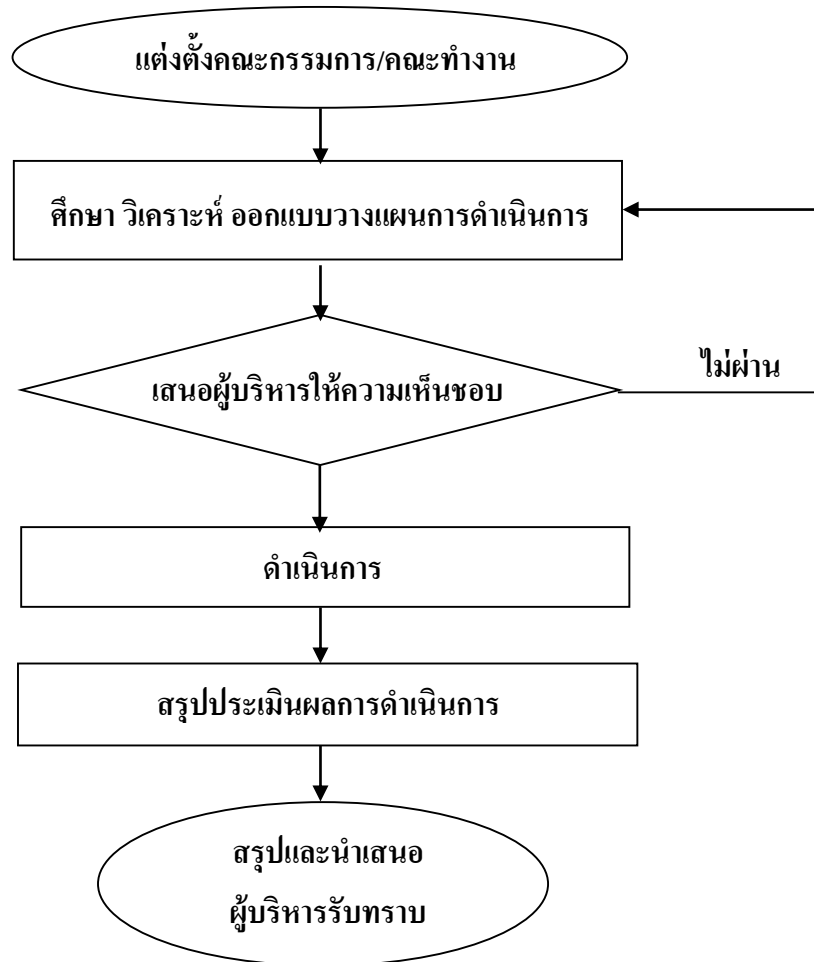 แต่งตั้งคณะกรรมการ/คณะทำงาน
ศึกษา วิเคราะห์ ออกแบบวางแผนการดำเนินการ
ไม่ผ่าน
เสนอผู้บริหารให้ความเห็นชอบ
ดำเนินการ
สรุปประเมินผลการดำเนินการ
สรุปและนำเสนอ
ผู้บริหารรับทราบ